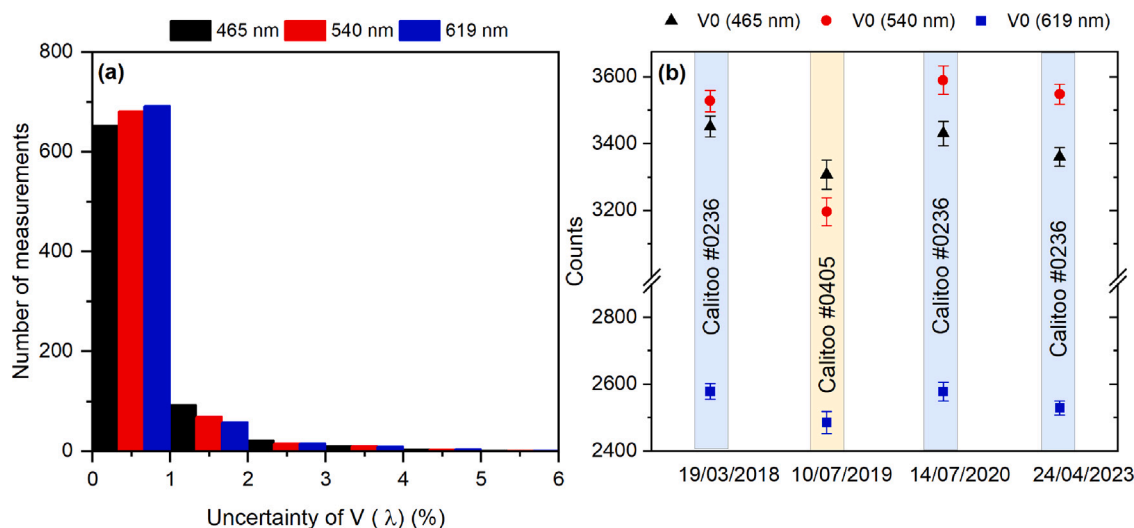 465 nm 540 nm 619 nm
(a)
800
600
400
200
0
Number of measurements
0 1 2 3 4 5 6
Uncertainty of V ( λ) (%)
V0 (465 nm) V0 (540 nm) V0 (619 nm)
(b)
3600
3400
3200
2800
2600
2400
Counts
Calitoo #0236
Calitoo #0405
Calitoo #0236
Calitoo #0236
19/03/2018 10/07/2019 14/07/2020 24/04/2023